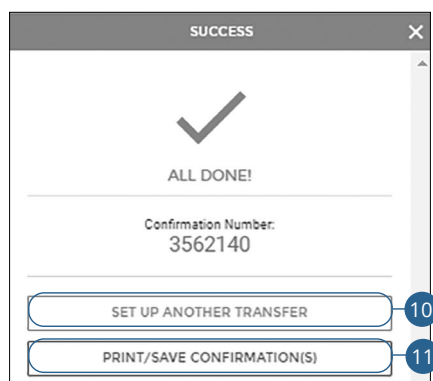 SUCCESS
ALL DONE!
Confirmation Number:
3562140
SET UP ANOTHER TRANSFER
10
PRINT/SAVE CONFIRMATION(S)
11